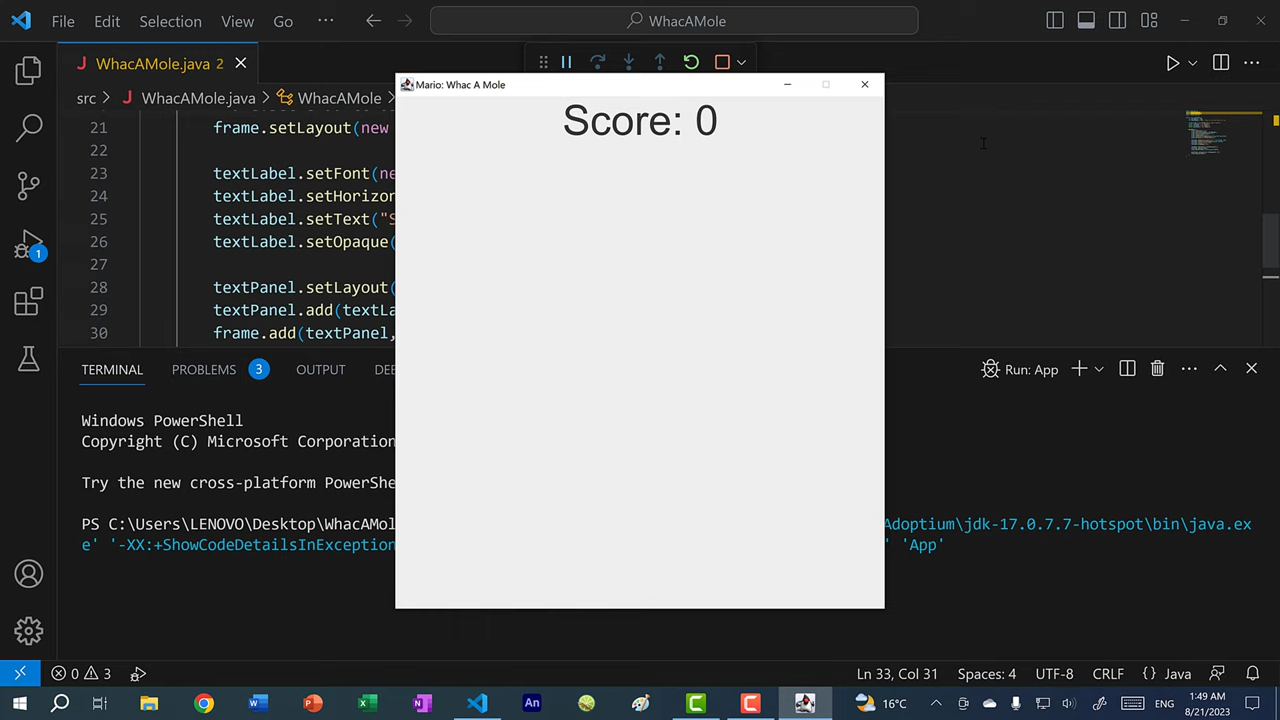 File Edit Selection View Go ··· WhacAMole
WhacAMole.java 2
Mario: Whac A Mole
src > WhacAMole.java > WhacAMole
Score: 0
21 frame.setLayout(new
22
23 textLabel.setFont(ne
24 textLabel.setHorizon
25 textLabel.setText("S
26 textLabel.setOpaque(
27
28 textPanel.setLayout(
29 textPanel.add(textLa
30 frame.add(textPanel,
TERMINAL PROBLEMS 3 OUTPUT DE Run: App
1
Windows PowerShell
Copyright (C) Microsoft Corporation
Try the new cross-platform PowerShe
PS C:\Users\LENOVO\Desktop\WhacAMol Adoptium\jdk-17.0.7.7-hotspot\bin\java.ex
e' '-XX:+ShowCodeDetailsInException ' 'App'
0 3 Ln 33, Col 31 Spaces: 4 UTF-8 CRLF {} Java
An 16°C ENG 1:49 AM
8/21/2023